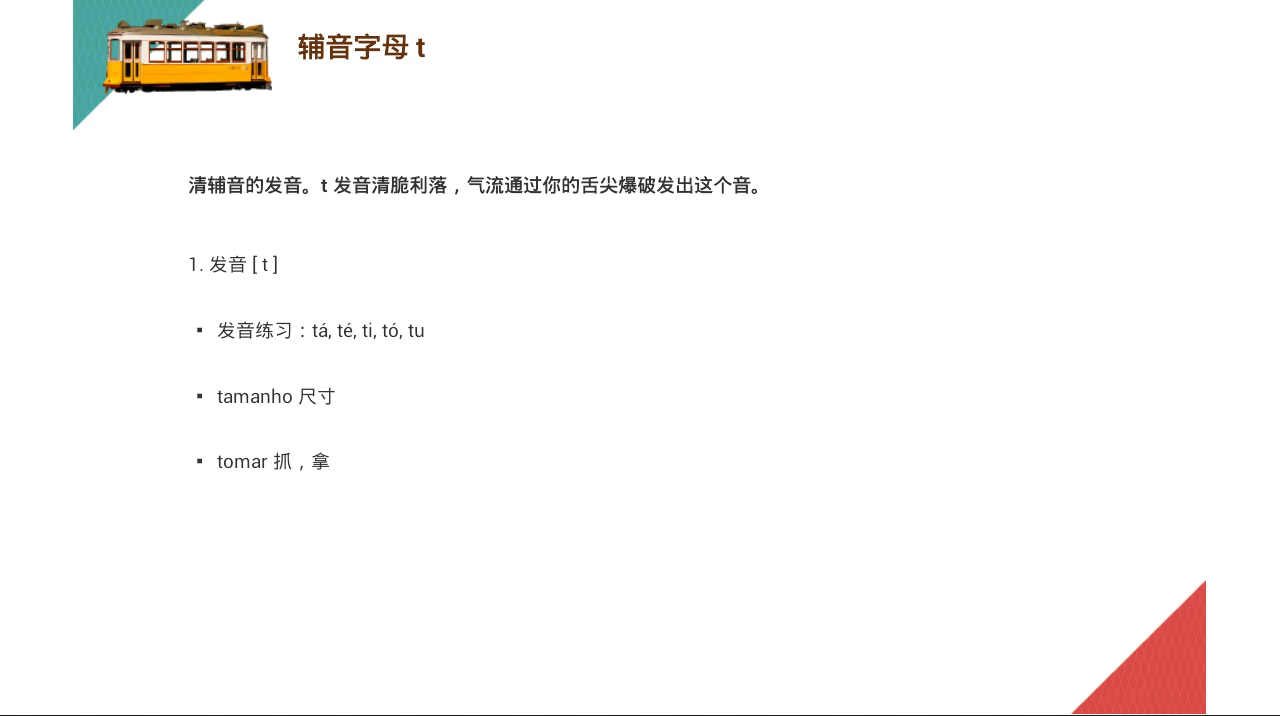 辅音字母 t
清辅音的发音。t 发音清脆利落，气流通过你的舌尖爆破发出这个音。
1. 发音 [ t ]
▪ 发音练习：tá, té, ti, tó, tu
▪ tamanho 尺寸
▪ tomar 抓，拿